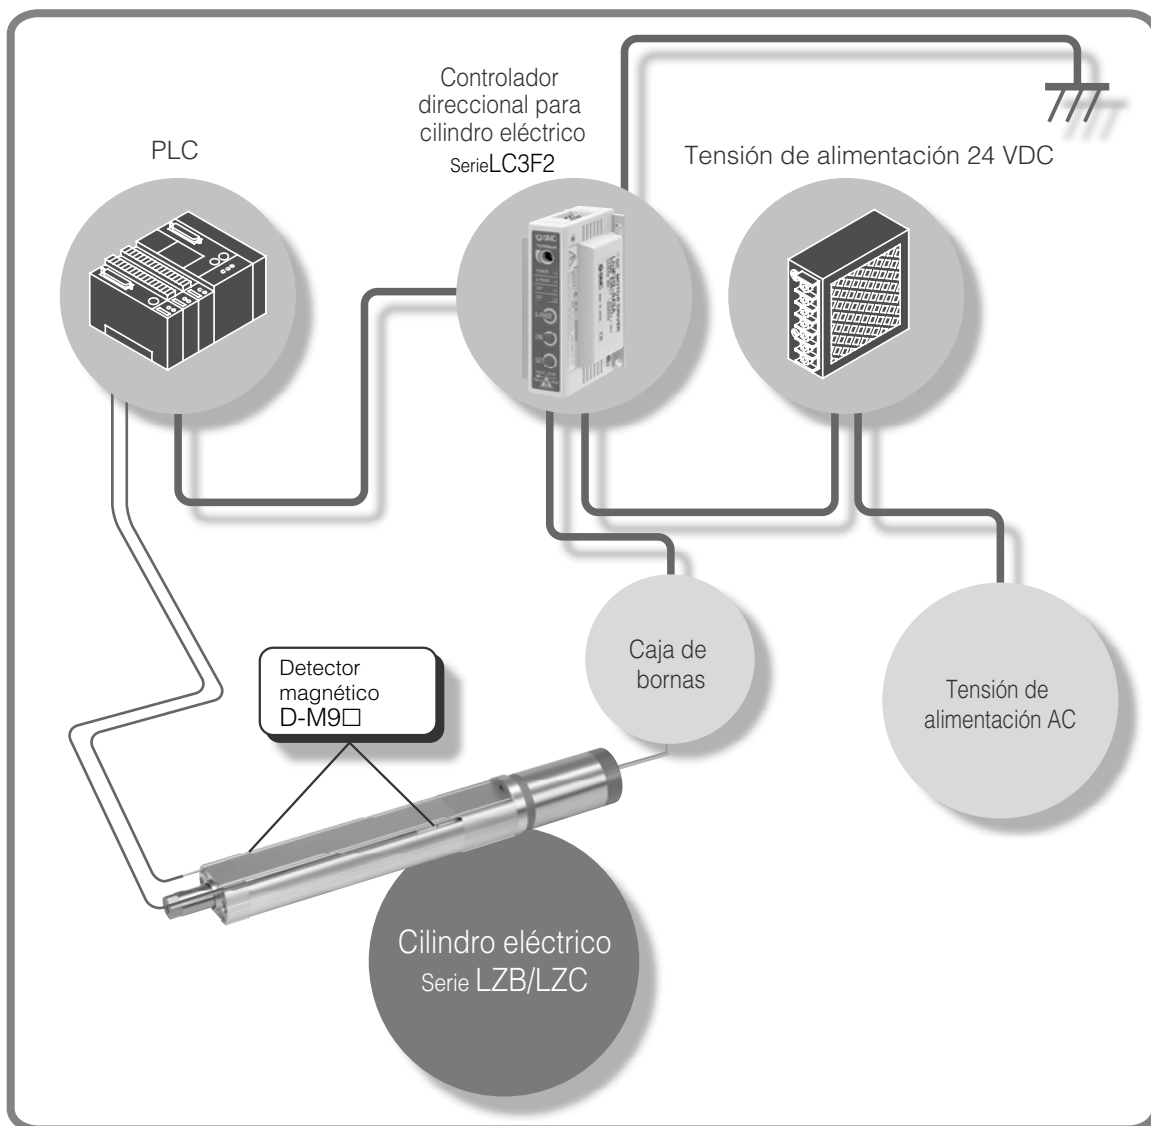 Controlador
direccional para
cilindro eléctrico
SerieLC3F2
PLC
Tensión de alimentación 24 VDC
SMC
Caja de
bornas
Tensión de
alimentación AC
Detector
magnético
D-M9□
Cilindro eléctrico
Serie LZB/LZC